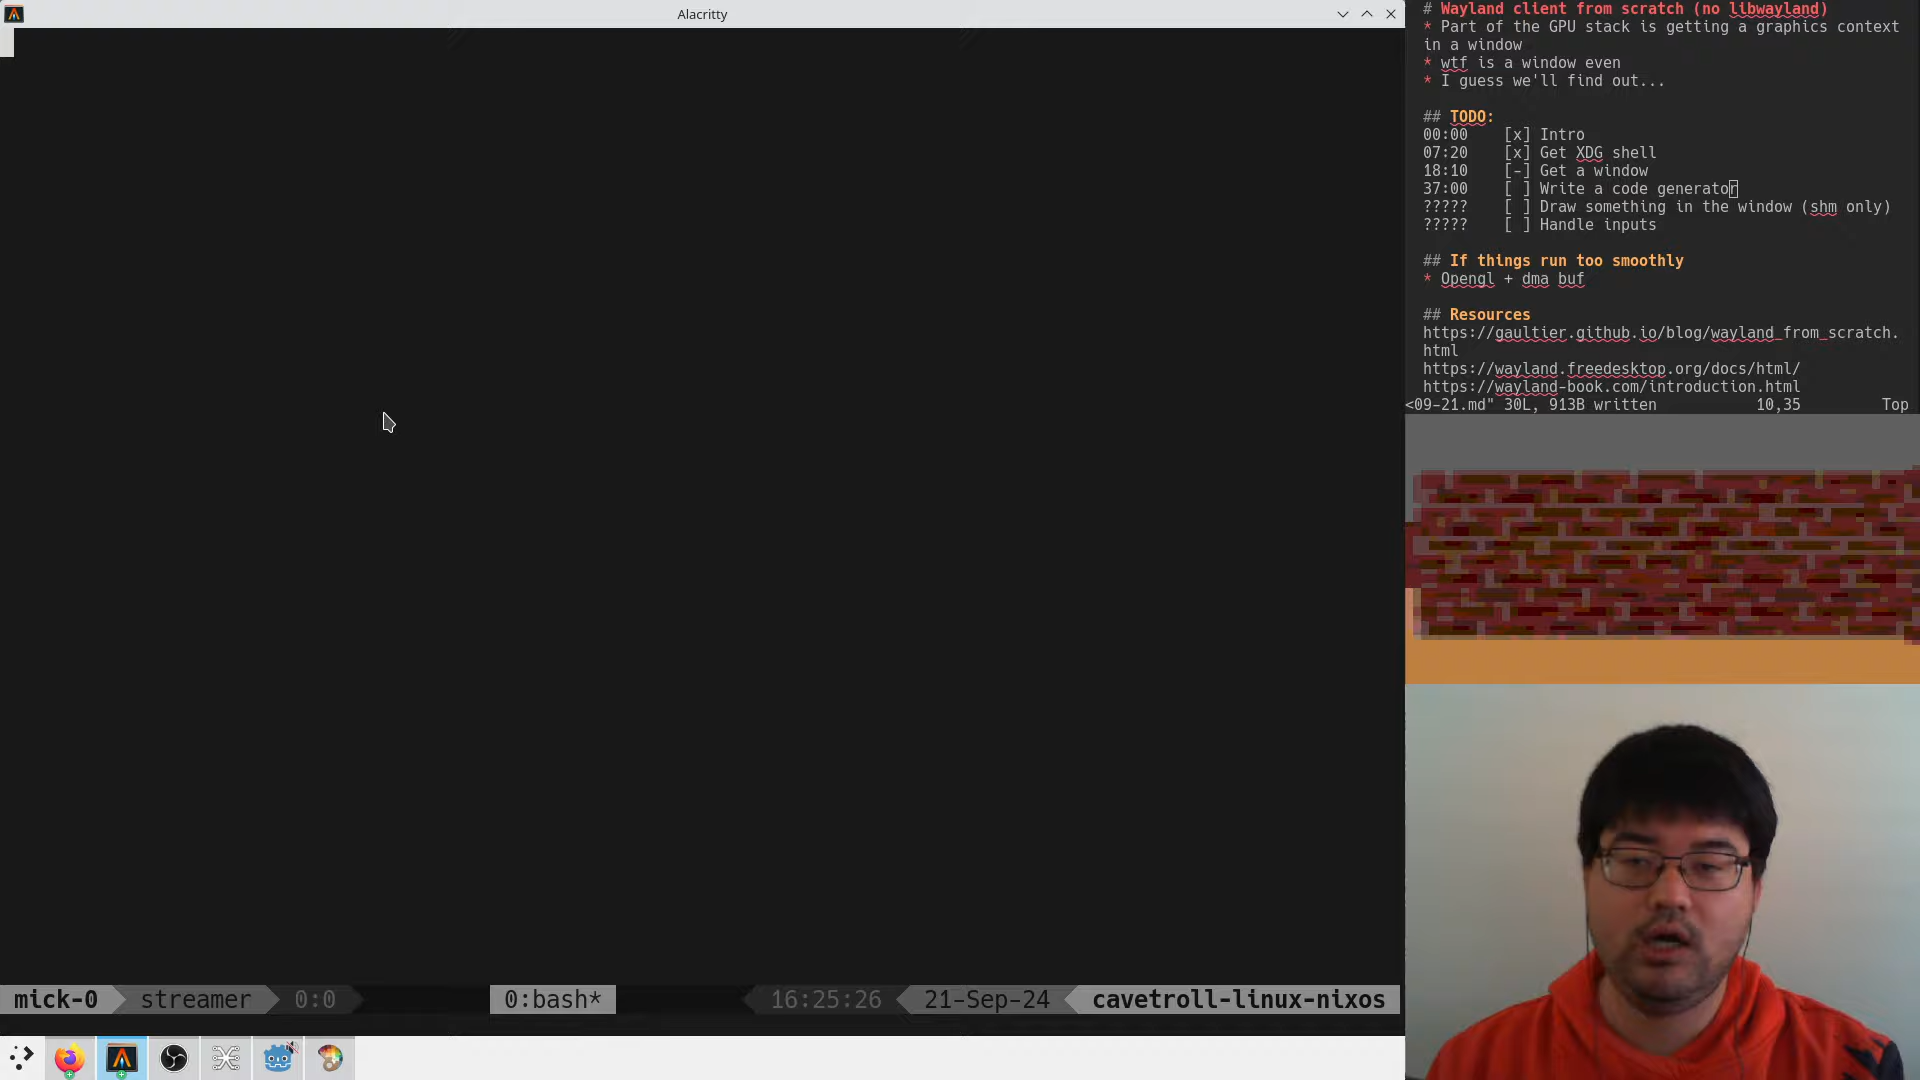 Alacritty
# Wayland client from scratch (no libwayland)
* Part of the GPU stack is getting a graphics context
in a window
* wtf is a window even
* I guess we'll find out...
## TODO:
00:00 [x] Intro
07:20 [x] Get XDG shell
18:10 [-] Get a window
37:00 [ ] Write a code generator
????? [ ] Draw something in the window (shm only)
????? [ ] Handle inputs
## If things run too smoothly
* Opengl + dma buf
## Resources
https://gaultier.github.io/blog/wayland_from_scratch.
html
https://wayland.freedesktop.org/docs/html/
https://wayland-book.com/introduction.html
<09-21.md" 30L, 913B written 10,35 Top
mick-0 streamer 0:0 0:bash* 16:25:26 21-Sep-24 cavetroll-linux-nixos